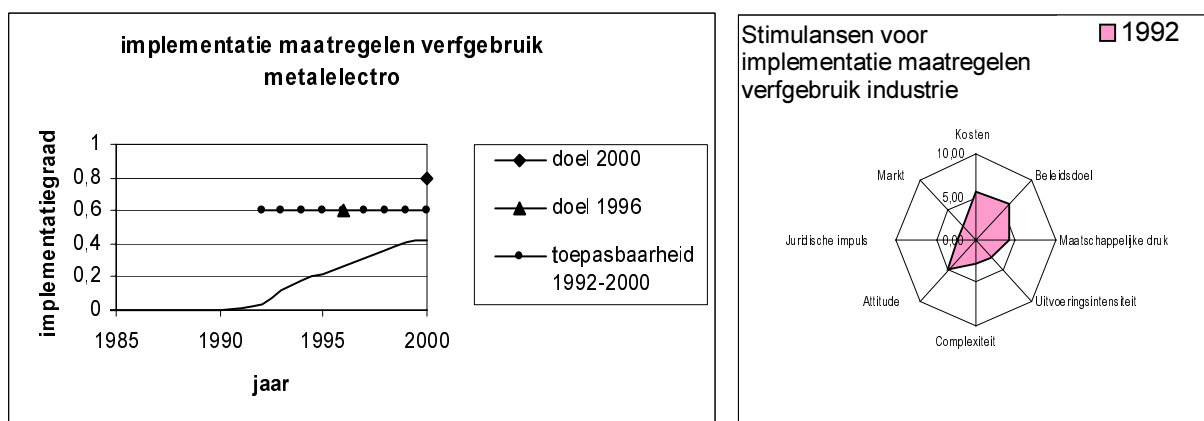 implementatie maatregelen verfgebruik
metalelectro
implementatiegraad
1
0,8
0,6
0,4
0,2
0
1985
1990
1995
2000
jaar
doel 2000
doel 1996
toepasbaarheid
1992-2000
Stimulansen voor
implementatie maatregelen
verfgebruik industrie
1992
Kosten
10,00
Markt
Beleidsdoel
5,00
Juridische impuls
0,00
Maatschappelijke druk
Attitude
Uitvoeringsintensiteit
Complexiteit